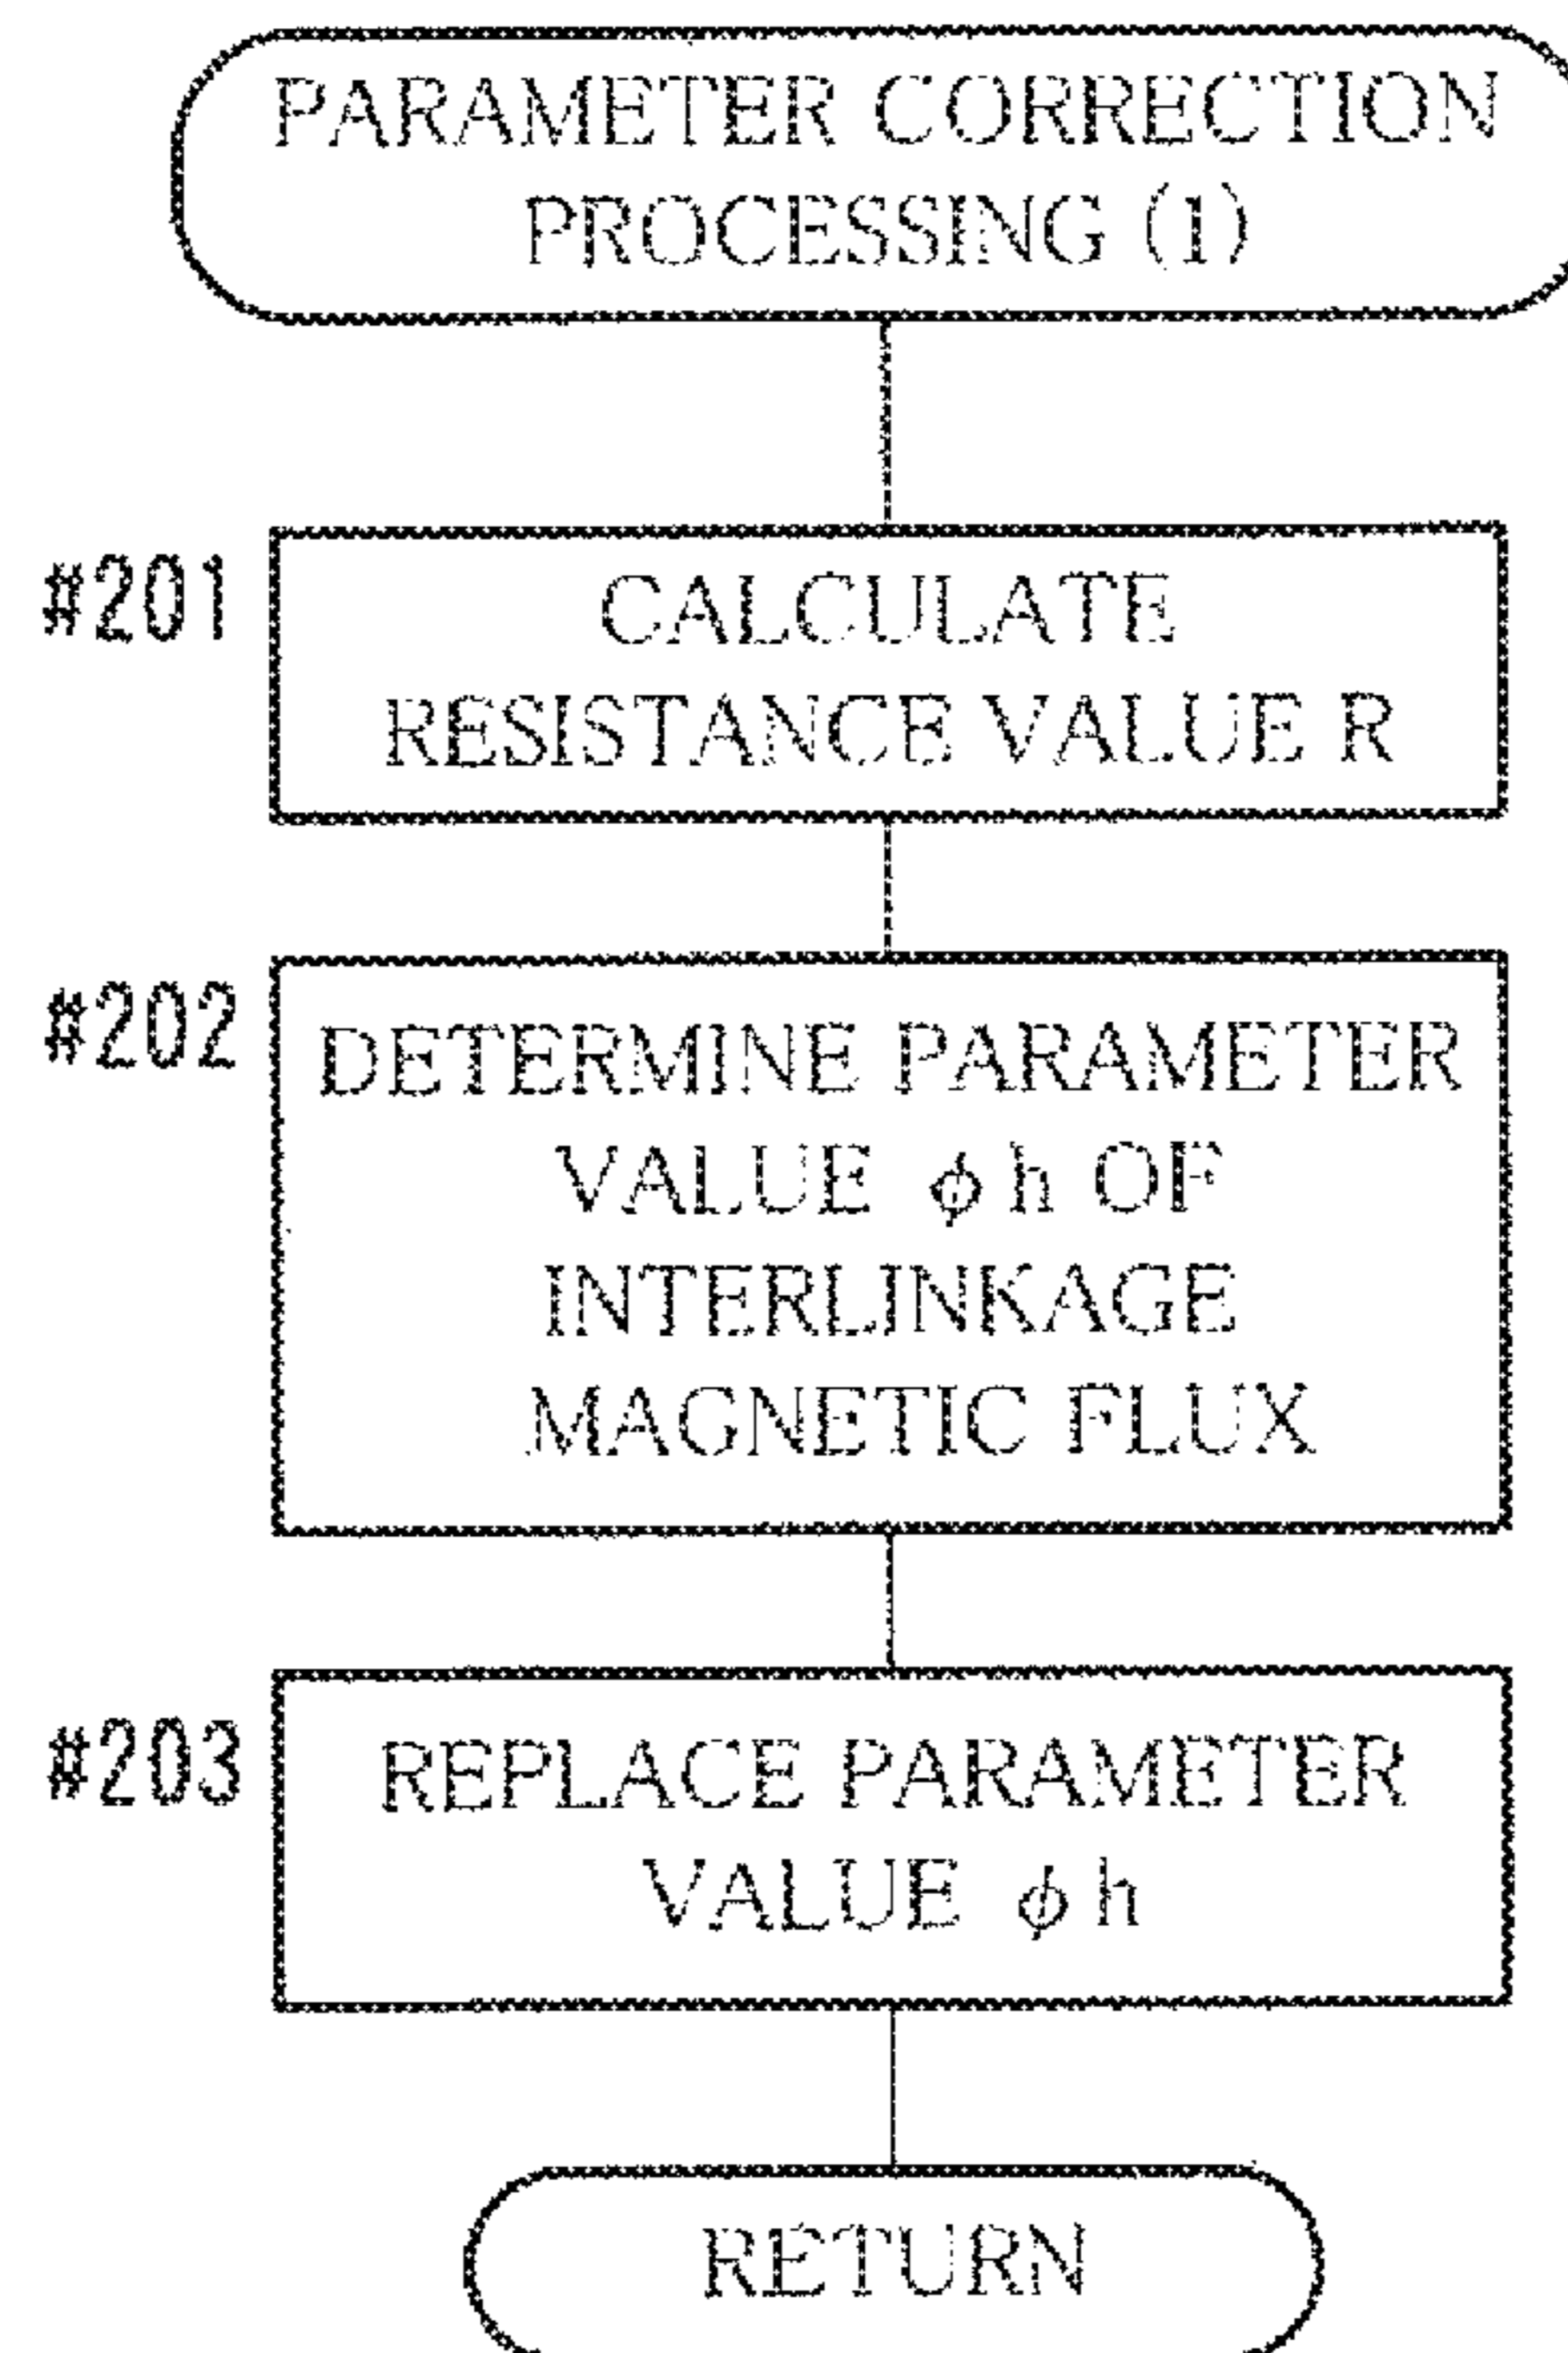 PARAMETER CORRECTION
PROCESSING (1)
#201
CALCULATE
RESISTANCE VALUE R
#202
DETERMINE PARAMETER
VALUE ϕh OF
INTERLINKAGE
MAGNETIC FLUX
#203
REPLACE PARAMETER
VALUE ϕh
RETURN